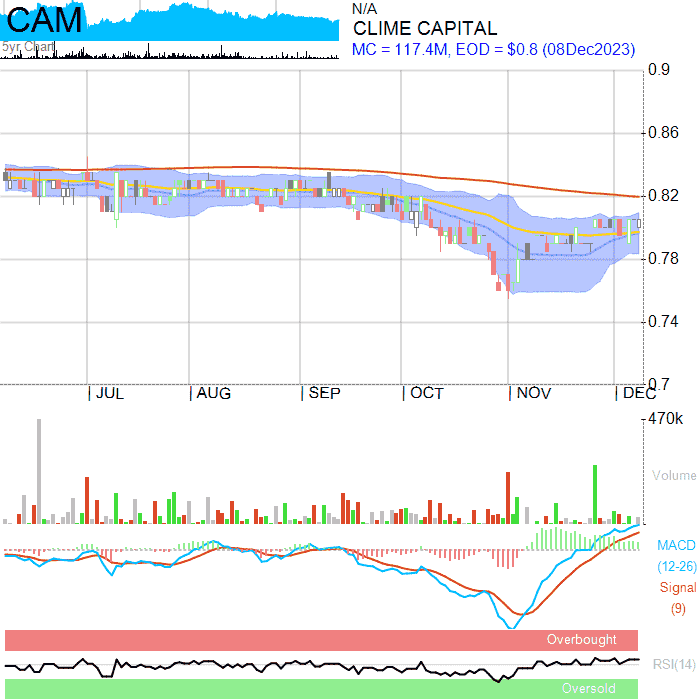 CAM
5yr Chart
N/A
CLIME CAPITAL
MC = 117.4M, EOD = $0.8 (08Dec2023)
0.9
0.86
0.82
0.78
0.74
0.7
JUL AUG SEP OCT NOV DEC
470k
Volume
MACD
(12-26)
Signal
(9)
Overbought
RSI(14)
Oversold